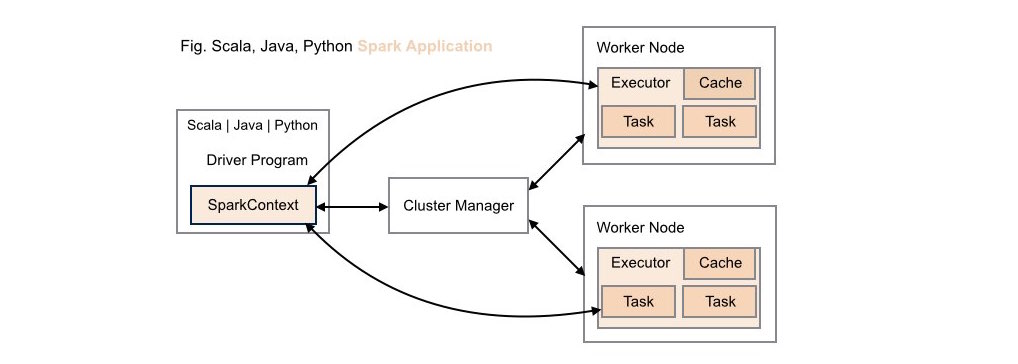 Fig. Scala, Java, Python Spark Application
Scala | Java | Python
Driver Program
SparkContext
Cluster Manager
Worker Node
Executor
Cache
Task
Task
Worker Node
Executor
Cache
Task
Task